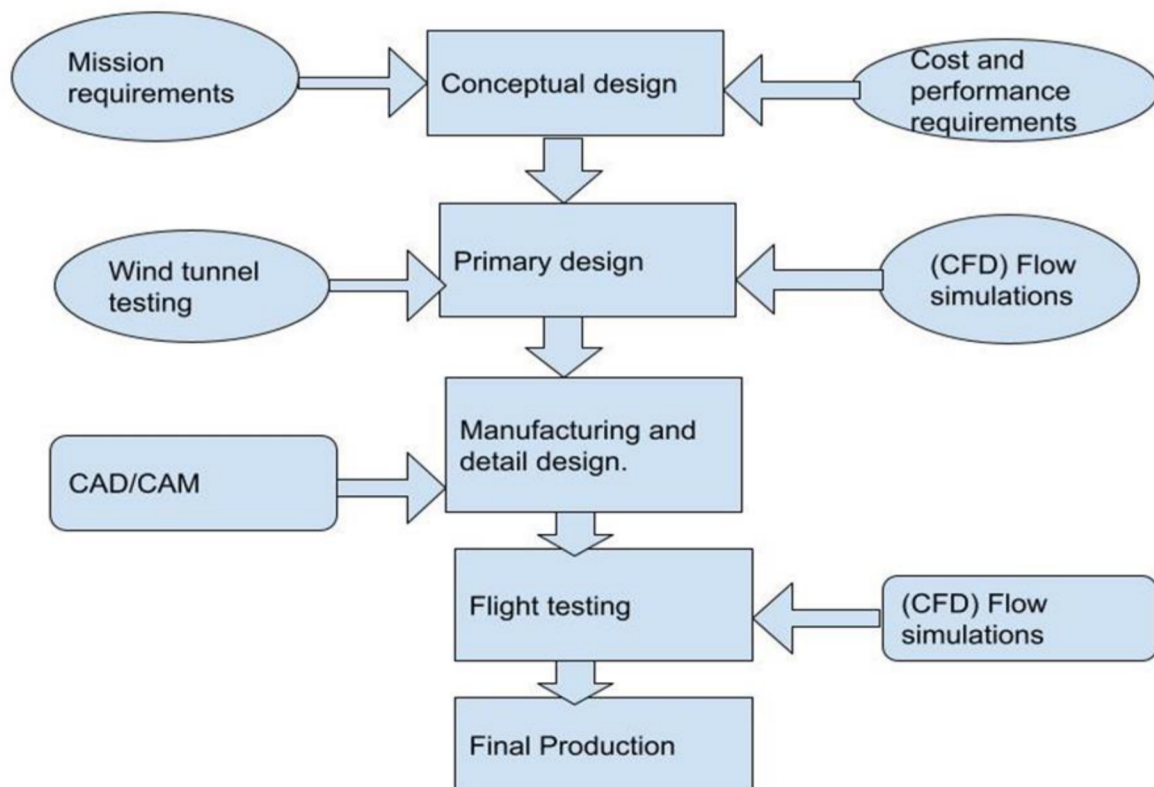 Mission
requirements
Conceptual design
Cost and
performance
requirements
Wind tunnel
testing
Primary design
(CFD) Flow
simulations
CAD/CAM
Manufacturing and
detail design.
Flight testing
(CFD) Flow
simulations
Final Production